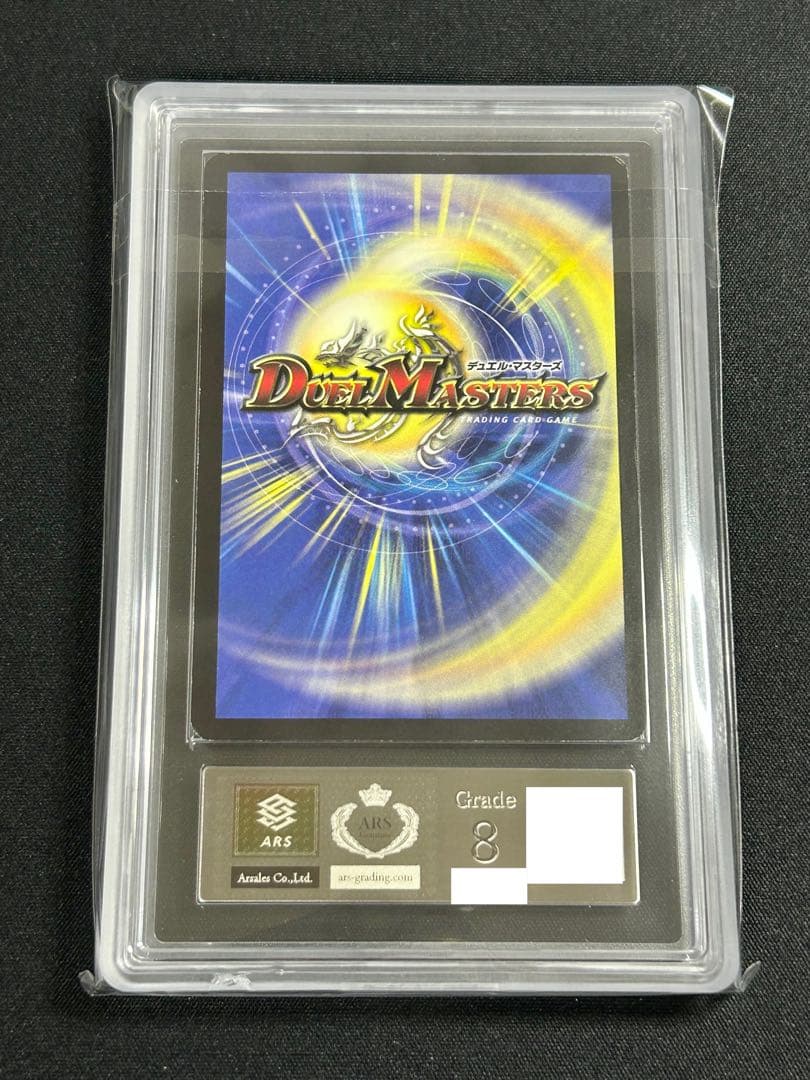 デュエル・マスターズ
DUEL MASTERS
TRADING CARD GAME
ARS
Arsales Co.,Ltd.
ARS
ars-grading.com
Grade
8